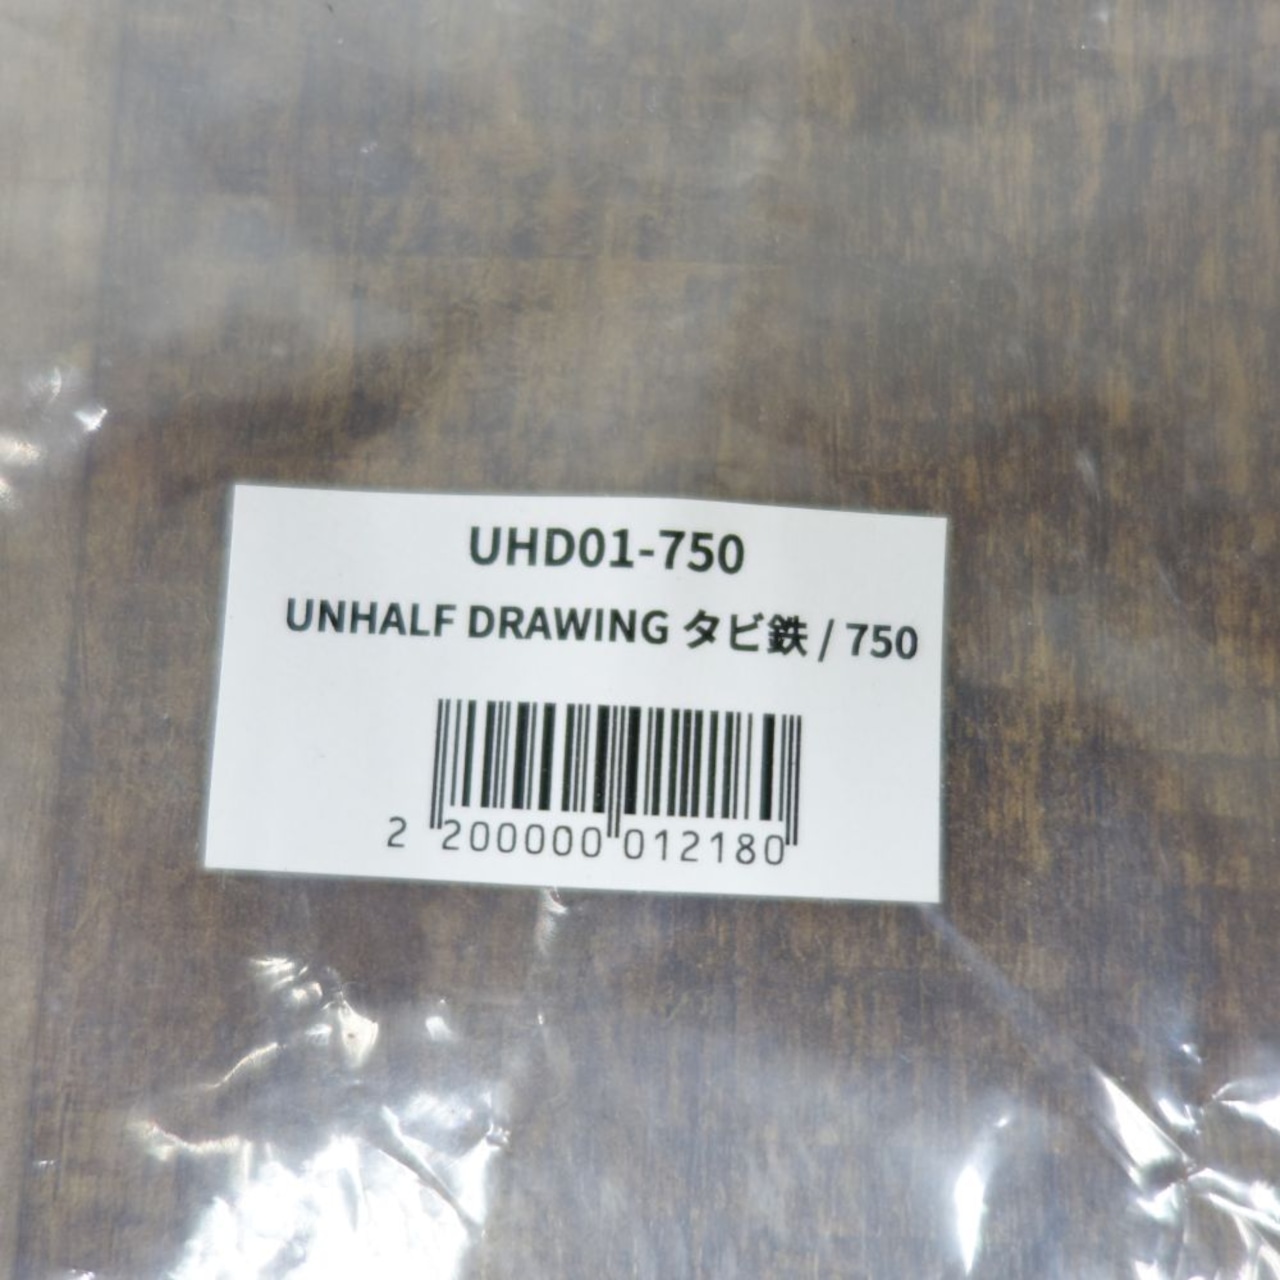 UHD01-750
UNHALF DRAWING タビ鉄 / 750
2 200000 012180